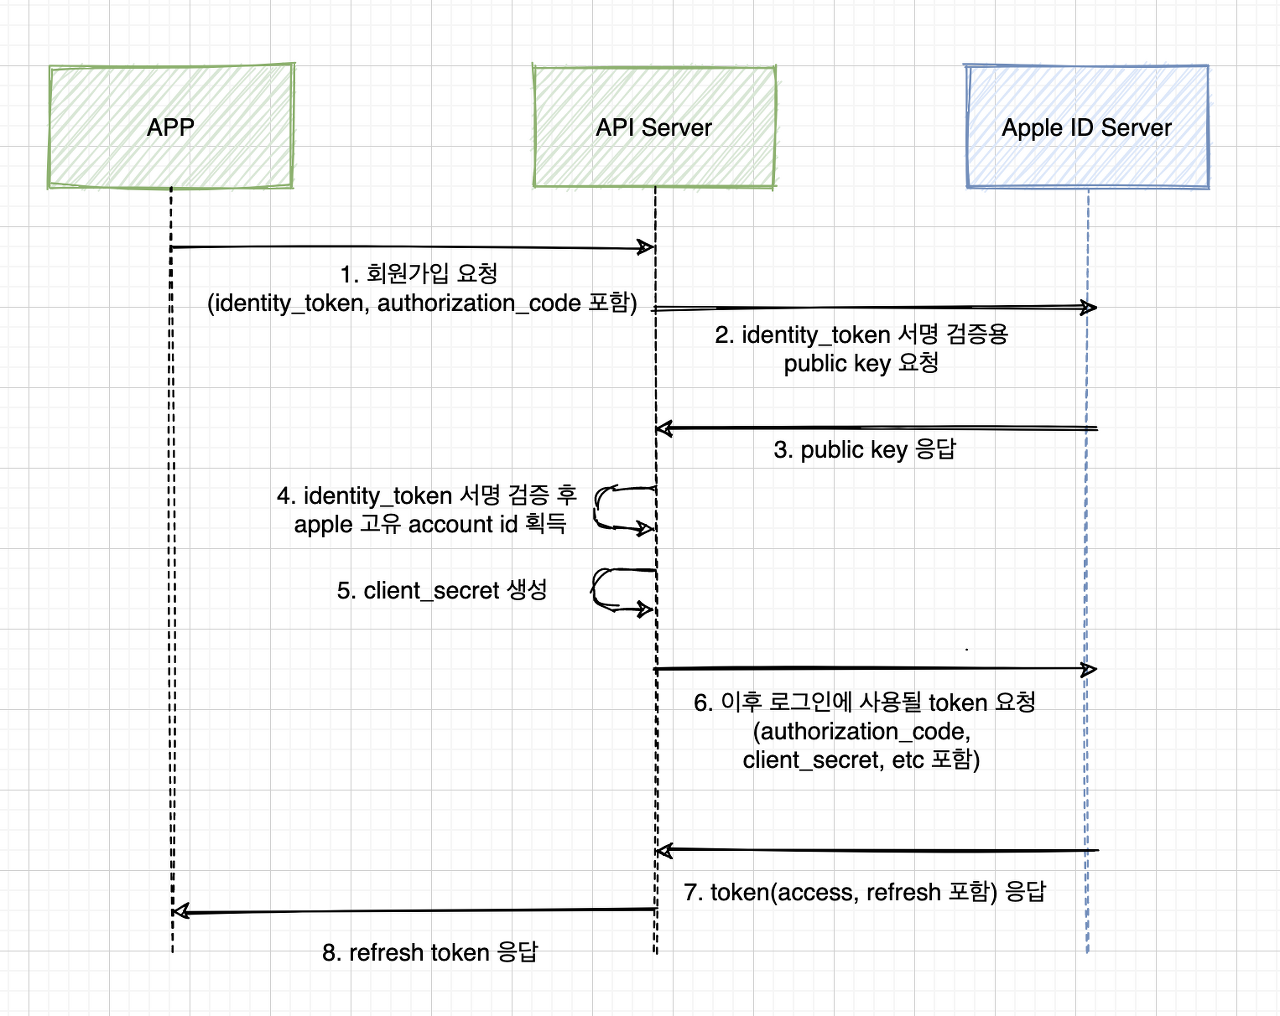 APP
API Server
Apple ID Server
1. 회원가입 요청
(identity_token, authorization_code 포함)
2. identity_token 서명 검증용
public key 요청
3. public key 응답
4. identity_token 서명 검증 후
apple 고유 account id 획득
5. client_secret 생성
6. 이후 로그인에 사용될 token 요청
(authorization_code,
client_secret, etc 포함)
7. token(access, refresh 포함) 응답
8. refresh token 응답